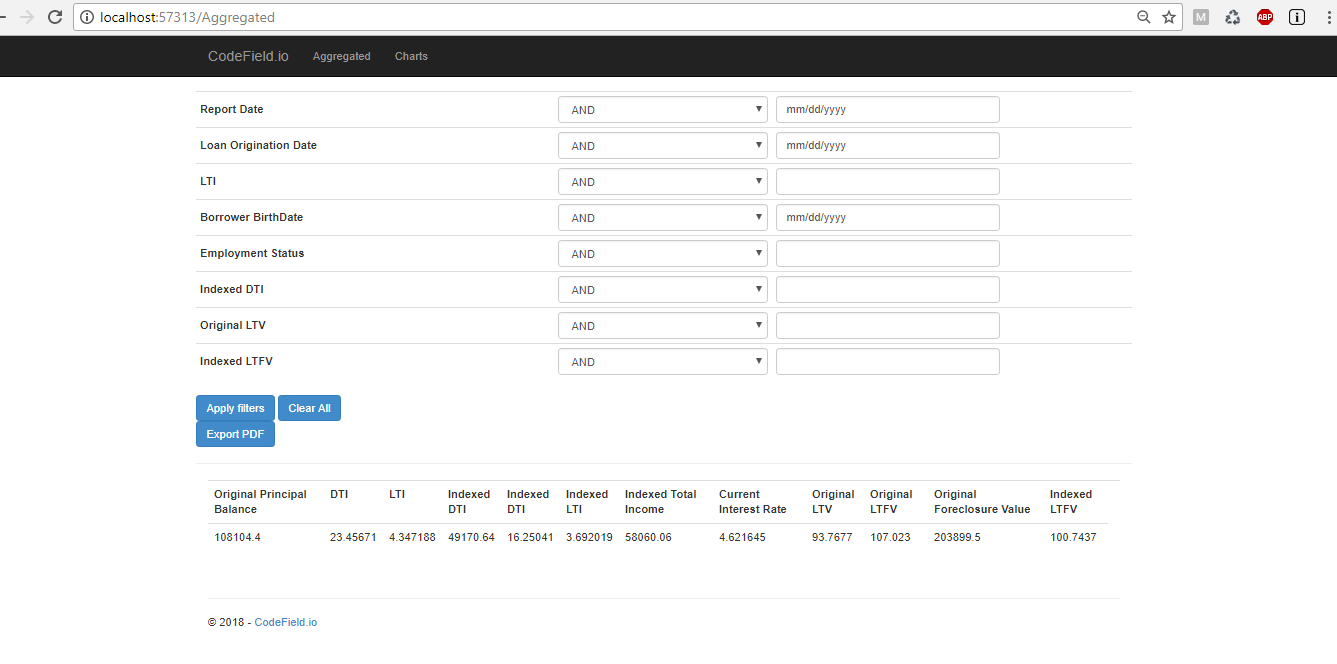 localhost:57313/Aggregated
M
ABP
CodeField.io Aggregated Charts
Report Date AND mm/dd/yyyy
Loan Origination Date AND mm/dd/yyyy
LTI AND
Borrower BirthDate AND mm/dd/yyyy
Employment Status AND
Indexed DTI AND
Original LTV AND
Indexed LTFV AND
Apply filters Clear All
Export PDF
Original Principal DTI LTI Indexed Indexed Indexed Indexed Total Current Original Original Original Indexed
Balance DTI DTI LTI Income Interest Rate LTV LTFV Foreclosure Value LTFV
108104.4 23.45671 4.347188 49170.64 16.25041 3.692019 58060.06 4.621645 93.7677 107.023 203899.5 100.7437
© 2018 - CodeField.io